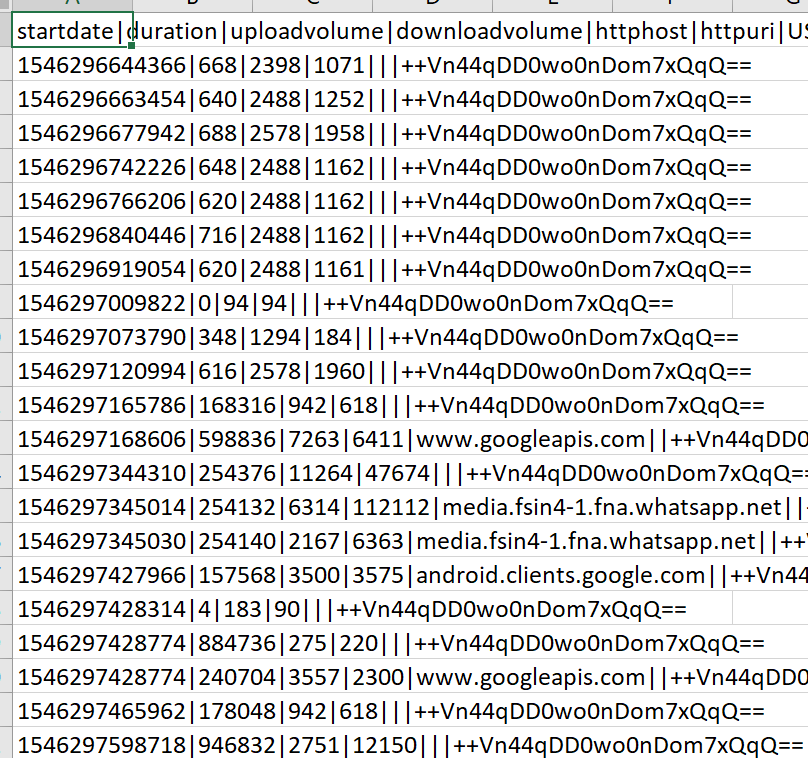 startdate|duration|uploadvolume|downloadvolume|httphost|httpuri|US
1546296644366|668|2398|1071|||++Vn44qDD0wo0nDom7xQqQ==
1546296663454|640|2488|1252|||++Vn44qDD0wo0nDom7xQqQ==
1546296677942|688|2578|1958|||++Vn44qDD0wo0nDom7xQqQ==
1546296742226|648|2488|1162|||++Vn44qDD0wo0nDom7xQqQ==
1546296766206|620|2488|1162|||++Vn44qDD0wo0nDom7xQqQ==
1546296840446|716|2488|1162|||++Vn44qDD0wo0nDom7xQqQ==
1546296919054|620|2488|1161|||++Vn44qDD0wo0nDom7xQqQ==
1546297009822|0|94|94|||++Vn44qDD0wo0nDom7xQqQ==
1546297073790|348|1294|184|||++Vn44qDD0wo0nDom7xQqQ==
1546297120994|616|2578|1960|||++Vn44qDD0wo0nDom7xQqQ==
1546297165786|168316|942|618|||++Vn44qDD0wo0nDom7xQqQ==
1546297168606|598836|7263|6411|www.googleapis.com||++Vn44qDD0
1546297344310|254376|11264|47674|||++Vn44qDD0wo0nDom7xQqQ==
1546297345014|254132|6314|112112|media.fsin4-1.fna.whatsapp.net||
1546297345030|254140|2167|6363|media.fsin4-1.fna.whatsapp.net||++
1546297427966|157568|3500|3575|android.clients.google.com||++Vn44
1546297428314|4|183|90|||++Vn44qDD0wo0nDom7xQqQ==
1546297428774|884736|275|220|||++Vn44qDD0wo0nDom7xQqQ==
1546297428774|240704|3557|2300|www.googleapis.com||++Vn44qDD0
1546297465962|178048|942|618|||++Vn44qDD0wo0nDom7xQqQ==
1546297598718|946832|2751|12150|||++Vn44qDD0wo0nDom7xQqQ==